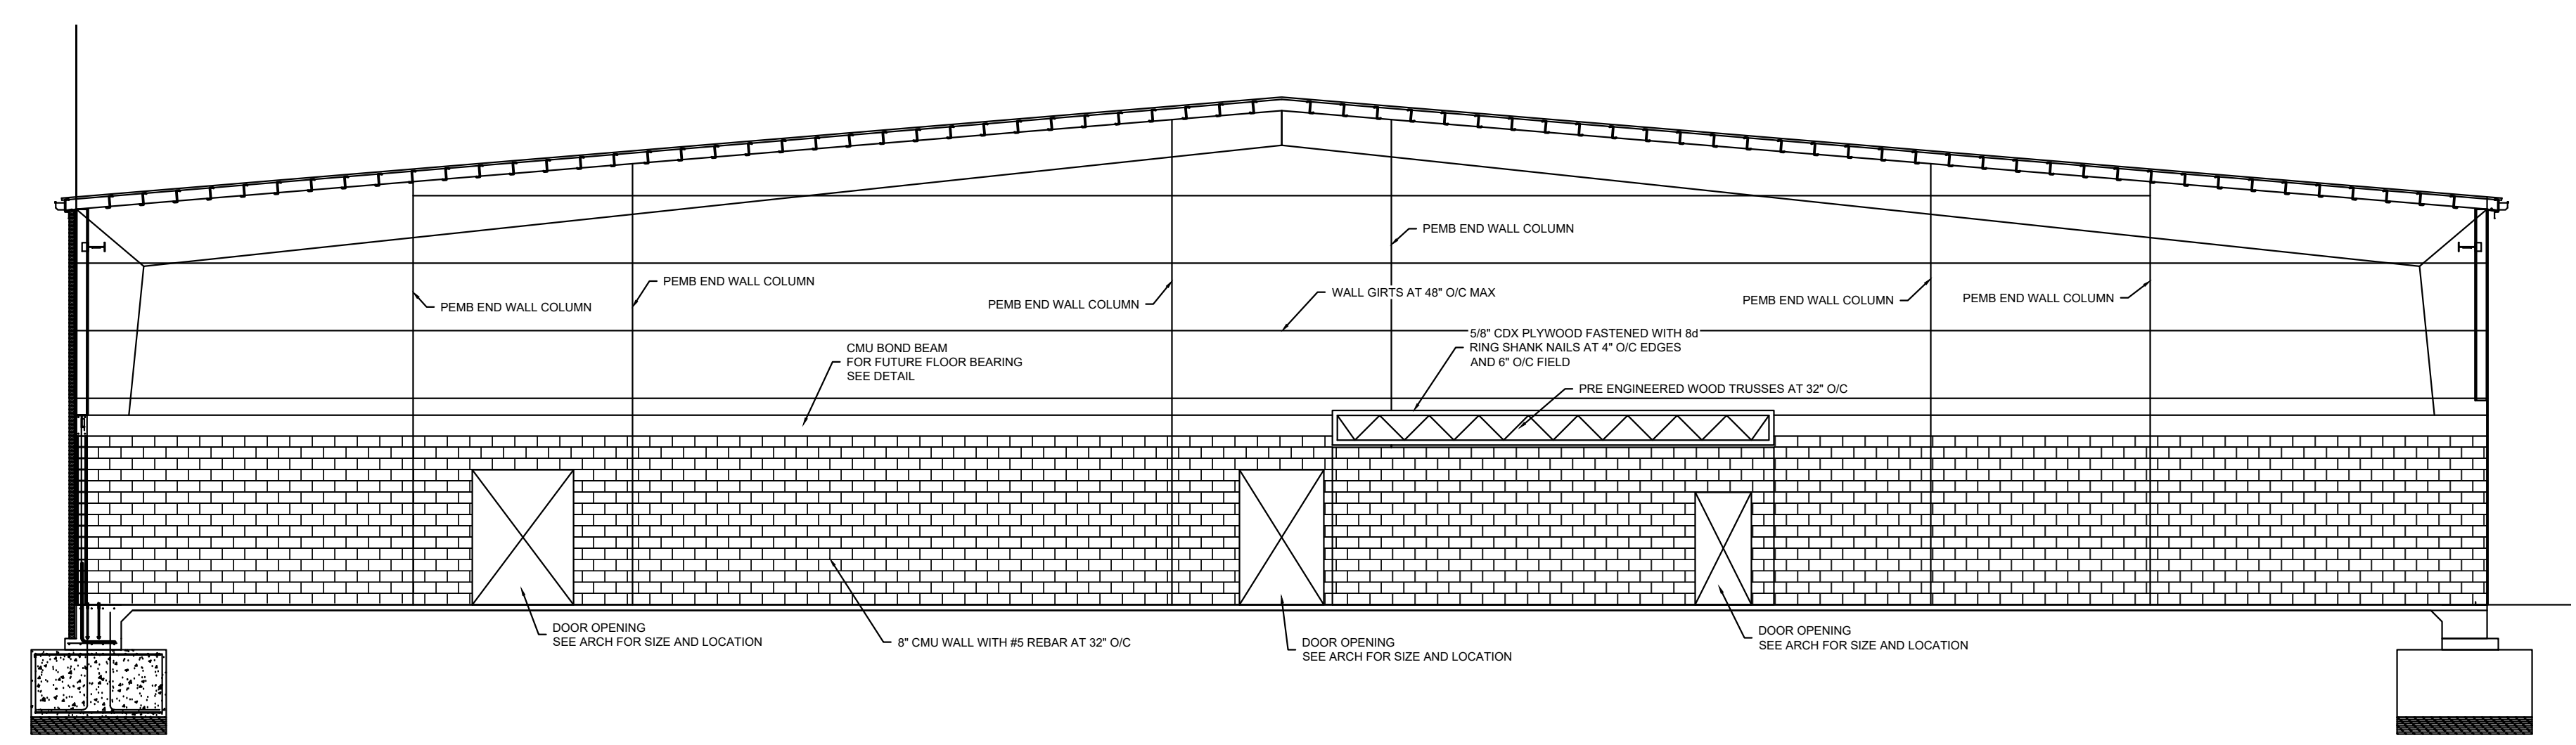 PEMB END WALL COLUMN
PEMB END WALL COLUMN
PEMB END WALL COLUMN
PEMB END WALL COLUMN
WALL GIRTS AT 48" O/C MAX
PEMB END WALL COLUMN
PEMB END WALL COLUMN
5/8" CDX PLYWOOD FASTENED WITH 8d
RING SHANK NAILS AT 4" O/C EDGES
AND 6" O/C FIELD
CMU BOND BEAM
FOR FUTURE FLOOR BEARING
SEE DETAIL
PRE ENGINEERED WOOD TRUSSES AT 32" O/C
DOOR OPENING
SEE ARCH FOR SIZE AND LOCATION
8" CMU WALL WITH #5 REBAR AT 32" O/C
DOOR OPENING
SEE ARCH FOR SIZE AND LOCATION
DOOR OPENING
SEE ARCH FOR SIZE AND LOCATION